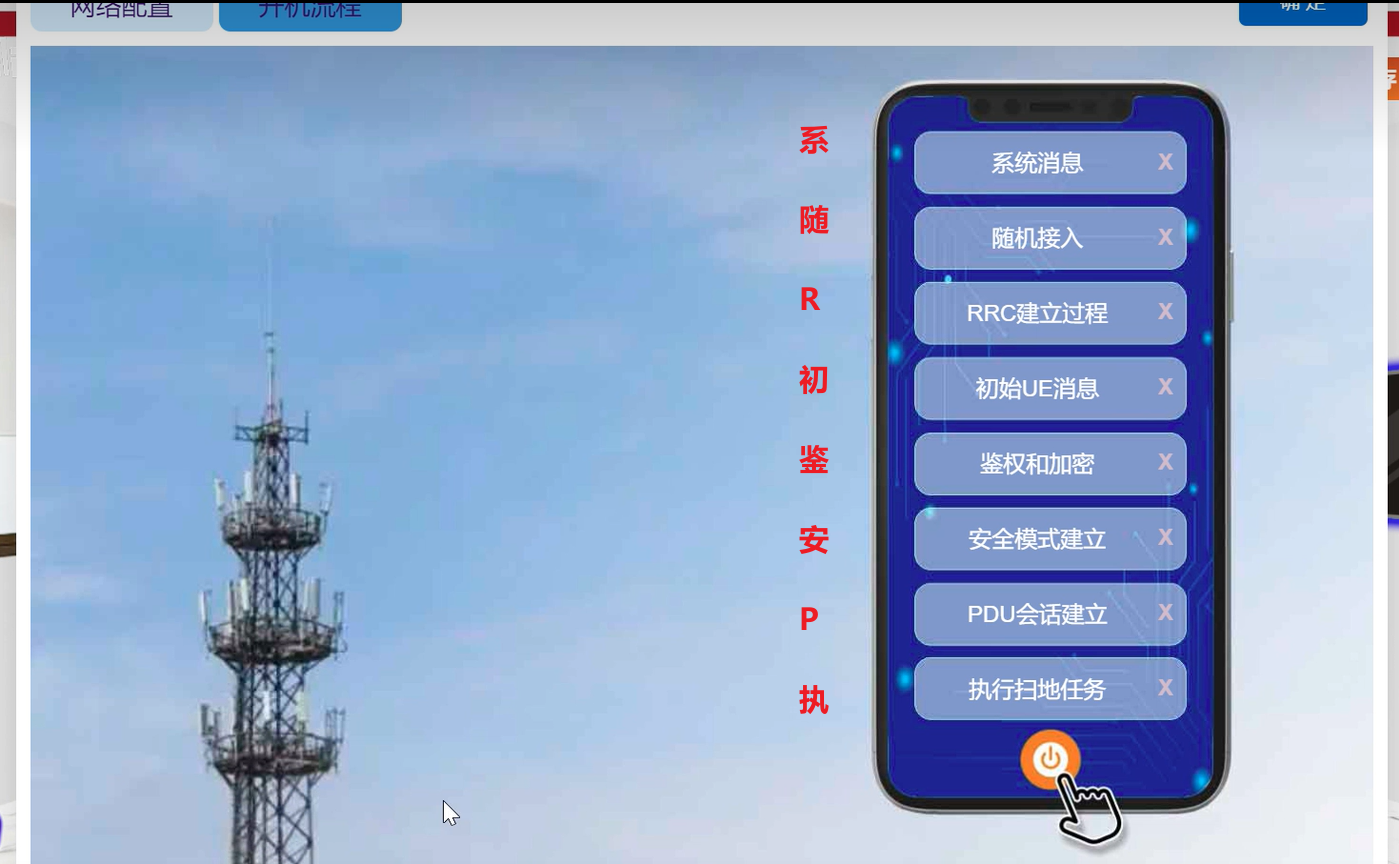 网络配置
开机流程
确 定
系
随
R
初
鉴
安
P
执
系统消息 X
随机接入 X
RRC建立过程 X
初始UE消息 X
鉴权和加密 X
安全模式建立 X
PDU会话建立 X
执行扫地任务 X